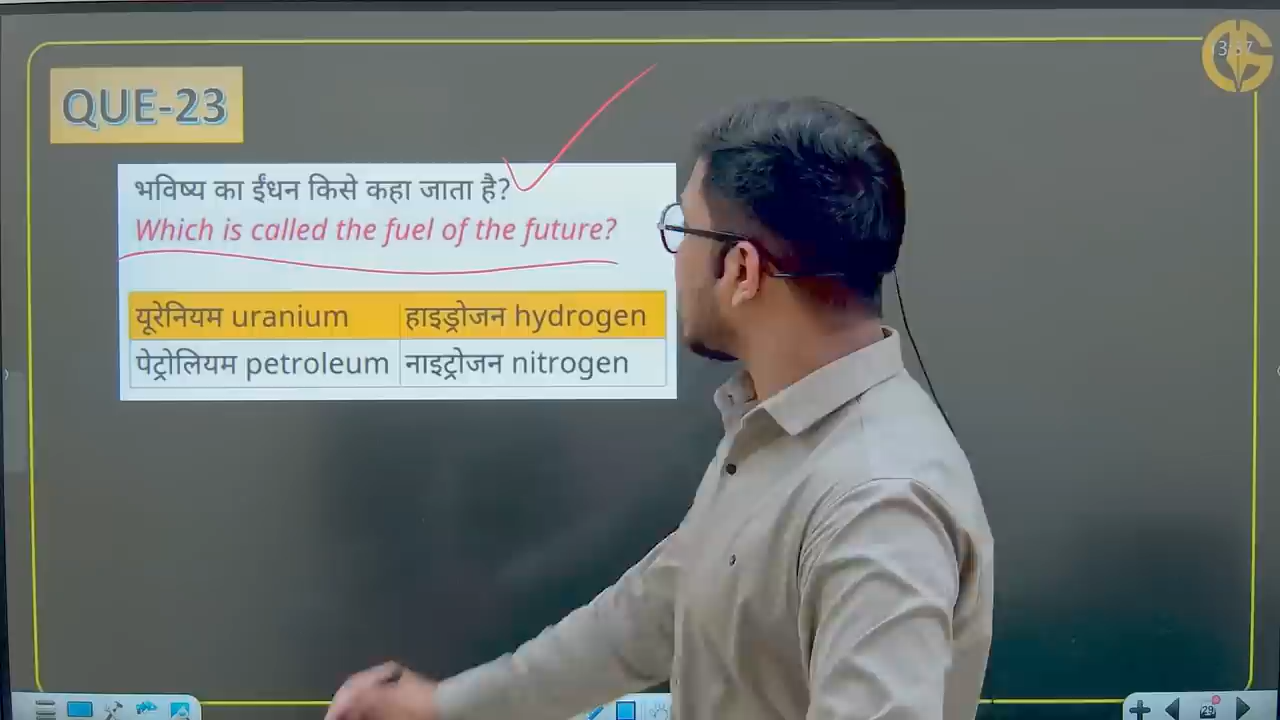 QUE-23
भविष्य का ईंधन किसे कहा जाता है?
Which is called the fuel of the future?
यूरेनियम uranium हाइड्रोजन hydrogen
पेट्रोलियम petroleum नाइट्रोजन nitrogen
29